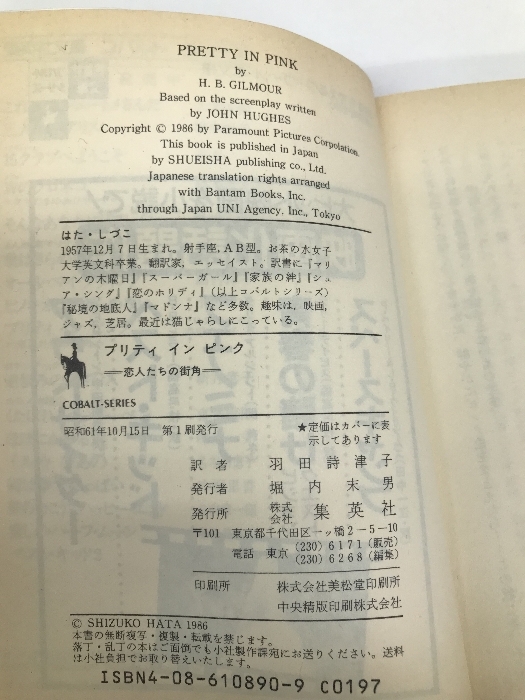 PRETTY IN PINK
by
H. B. GILMOUR
Based on the screenplay written
by JOHN HUGHES
Copyright © 1986 by Paramount Pictures Corpolation.
This book is published in Japan
by SHUEISHA publishing co., Ltd.
Japanese translation rights arranged
with Bantam Books, Inc.
through Japan UNI Agency, Inc., Tokyo
はた・しづこ
1957年12月7日生まれ。射手座，ＡＢ型。お茶の水女子
大学英文科卒業。翻訳家，エッセイスト。訳書に『マリ
アンの木曜日』『スーパーガール』『家族の絆』『シュ
ア・シング』『恋のホリディ』（以上コバルトシリーズ）
『秘境の地底人』『マドンナ』など多数。趣味は，映画，
ジャズ，芝居。最近は猫じゃらしにこっている。
プリティ イン ピンク
―恋人たちの街角―
COBALT-SERIES
昭和61年10月15日 第１刷発行
★定価はカバーに表
示してあります
訳者 羽田詩津子
発行者 堀内末男
発行所 株式会社 集英社
〒101 東京都千代田区一ッ橋２−５−10
電話 東京 (230) 6171 (販売)
(230) 6268 (編集)
印刷所 株式会社美松堂印刷所
中央精版印刷株式会社
© SHIZUKO HATA 1986
本書の無断複写・複製・転載を禁じます。
落丁・乱丁の本はご面倒でも小社製作課宛にお送りください。送料
は小社負担でお取り替えいたします。
ISBN4-08-610890-9 C0197